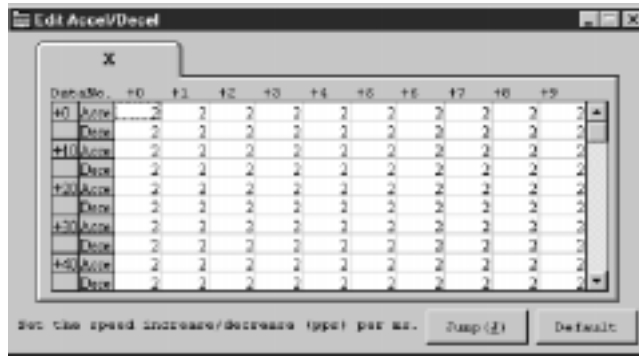 Edit Accel/Decel
X
DataNo. +0 +1 +2 +3 +4 +5 +6 +7 +8 +9
+0 Acce 2 2 2 2 2 2 2 2 2 2
Dece 2 2 2 2 2 2 2 2 2 2
+10 Acce 2 2 2 2 2 2 2 2 2 2
Dece 2 2 2 2 2 2 2 2 2 2
+20 Acce 2 2 2 2 2 2 2 2 2 2
Dece 2 2 2 2 2 2 2 2 2 2
+30 Acce 2 2 2 2 2 2 2 2 2 2
Dece 2 2 2 2 2 2 2 2 2 2
+40 Acce 2 2 2 2 2 2 2 2 2 2
Dece 2 2 2 2 2 2 2 2 2 2
Set the speed increase/decrease (pps) per ms.
Jump(J)
Default